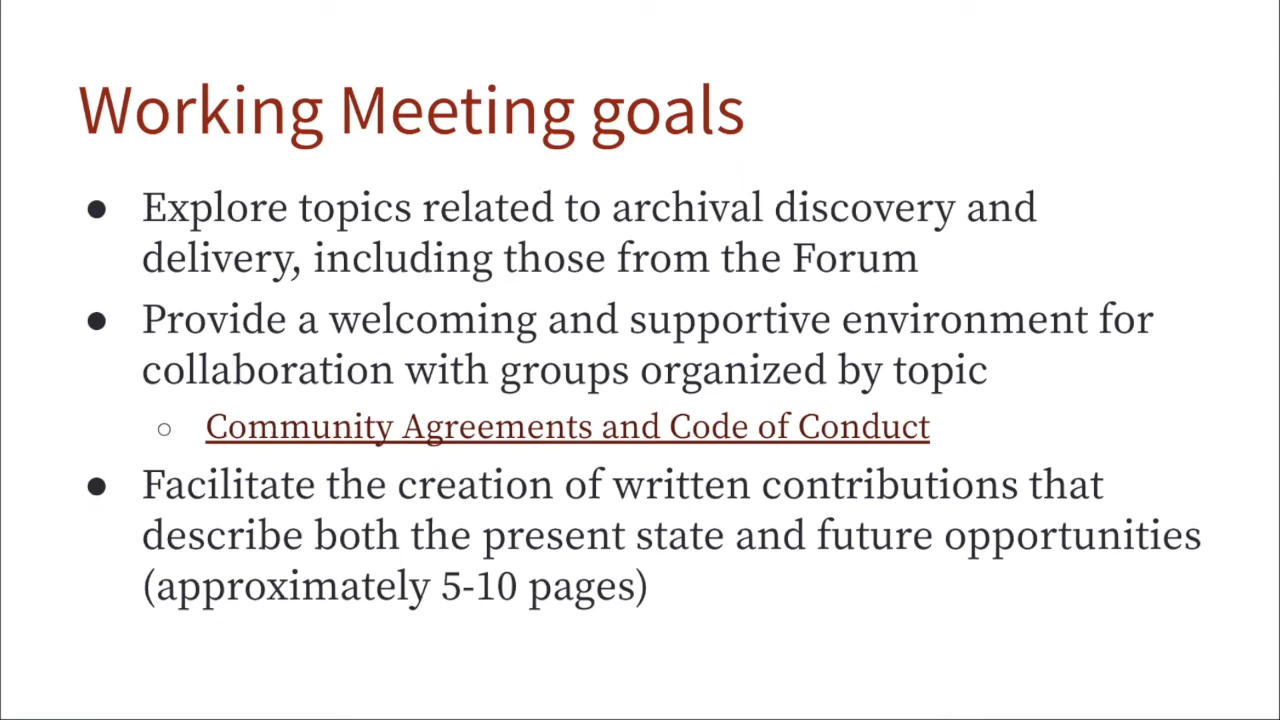 Working Meeting goals
● Explore topics related to archival discovery and
delivery, including those from the Forum
● Provide a welcoming and supportive environment for
collaboration with groups organized by topic
○ Community Agreements and Code of Conduct
● Facilitate the creation of written contributions that
describe both the present state and future opportunities
(approximately 5-10 pages)